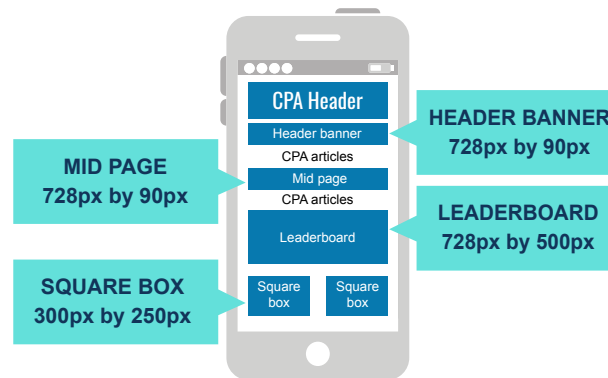 CPA Header
Header banner
CPA articles
Mid page
CPA articles
Leaderboard
Square
box
Square
box
HEADER BANNER
728px by 90px
MID PAGE
728px by 90px
LEADERBOARD
728px by 500px
SQUARE BOX
300px by 250px